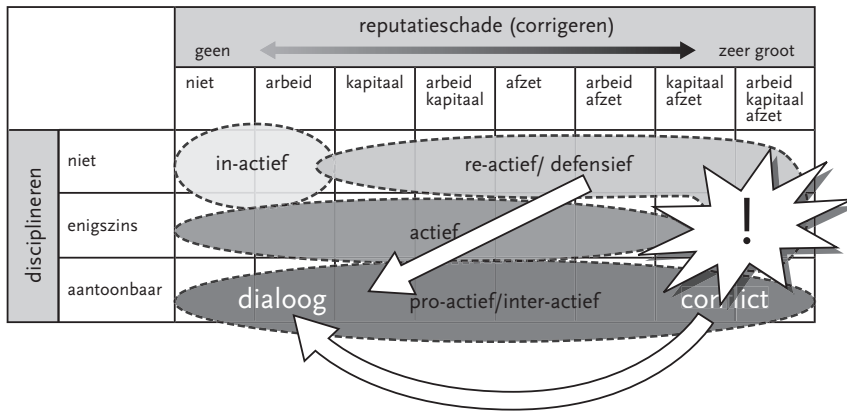 reputatieschade (corrigeren)
geen
zeer groot
niet
arbeid
kapitaal
arbeid
kapitaal
afzet
arbeid
afzet
kapitaal
afzet
arbeid
kapitaal
afzet
disciplineren
niet
in-actief
re-actief/ defensief
!
enigszins
actief
aantoonbaar
dialoog
pro-actief/inter-actief
conflict